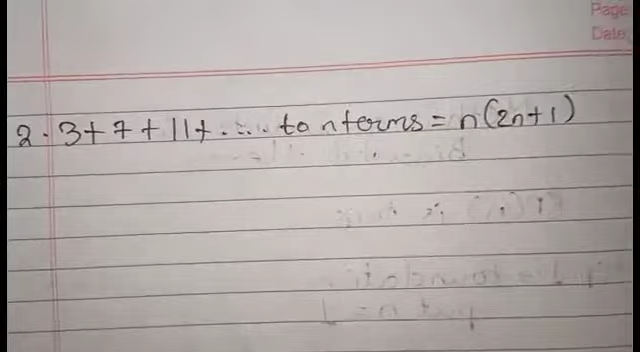 Page
Date
2. 3+7+11+..... to n terms = n(2n+1)